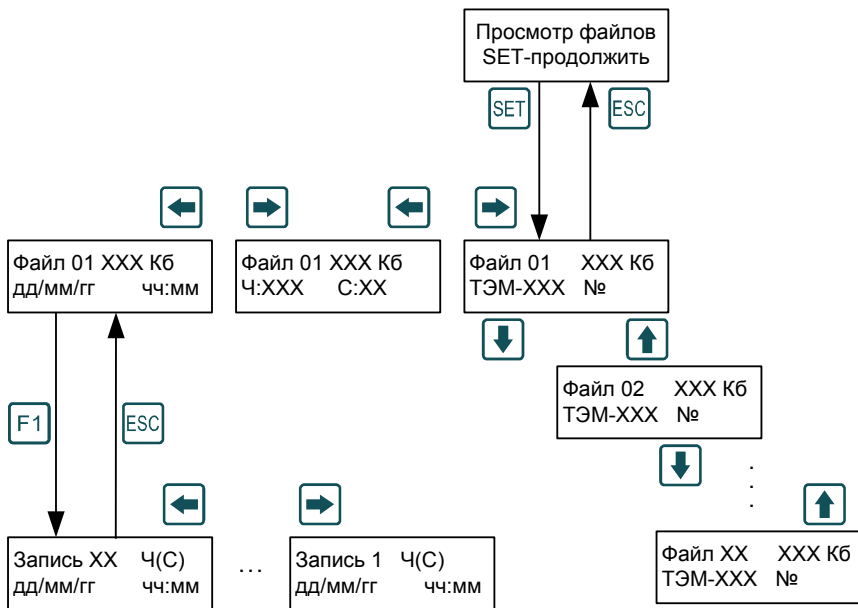 Просмотр файлов
SET-продолжить
SET
ESC
Файл 01 XXX Кб
дд/мм/гг чч:мм
Файл 01 XXX Кб
Ч:XXX С:XX
Файл 01 XXX Кб
ТЭМ-XXX №
Файл 02 XXX Кб
ТЭМ-XXX №
F1
ESC
Запись XX Ч(С)
дд/мм/гг чч:мм
...
Запись 1 Ч(С)
дд/мм/гг чч:мм
Файл XX XXX Кб
ТЭМ-XXX №